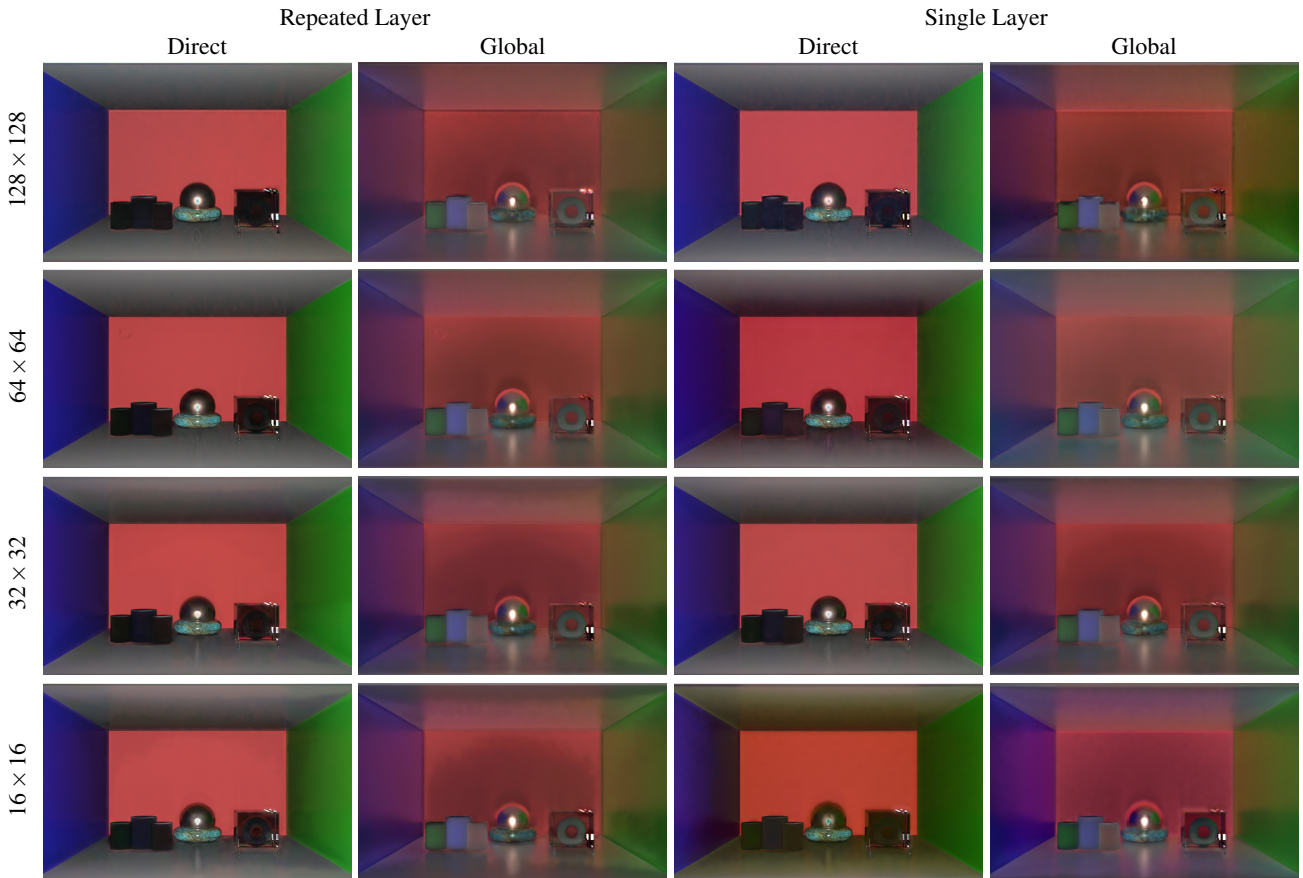 Repeated Layer Single Layer
Direct Global Direct Global
128 × 128
64 × 64
32 × 32
16 × 16